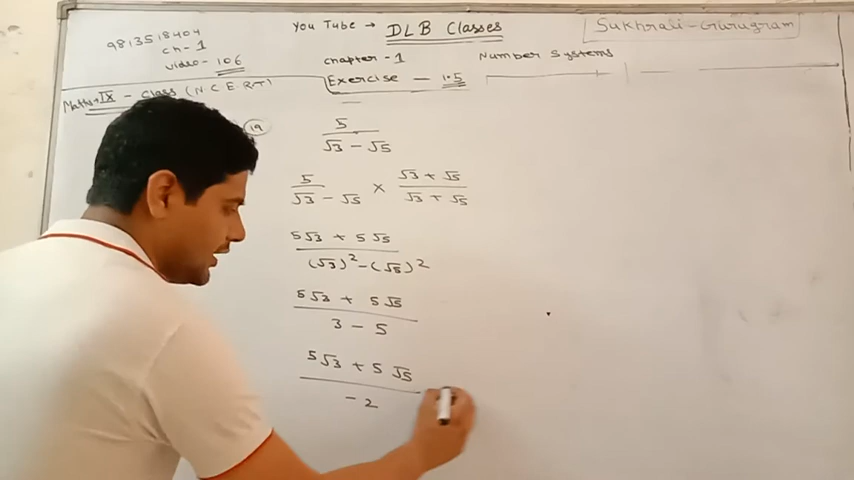 9813518404
ch-1
video- 106
You Tube → DLB Classes
Sukhrali-Gurugram
chapter -1 Number Systems
Exercise - 1.5
Maths IX - Class (N C E R T)
19
5
√3 - √5
5 / √3 - √5 × √3 + √5 / √3 + √5
5√3 + 5√5
(√3)² - (√5)²
5√3 + 5√5
3 - 5
5√3 + 5√5
-2